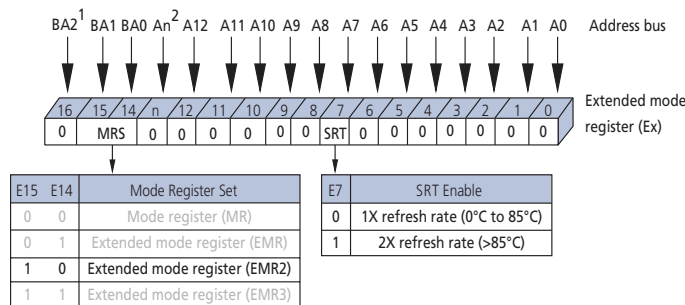 BA2¹ BA1 BA0 An² A12 A11 A10 A9 A8 A7 A6 A5 A4 A3 A2 A1 A0 Address bus
16 15 14 n 12 11 10 9 8 7 6 5 4 3 2 1 0
Extended mode
register (Ex)
0 MRS 0 0 0 0 0 0 SRT 0 0 0 0 0 0 0
E15 E14 Mode Register Set
0 0 Mode register (MR)
0 1 Extended mode register (EMR)
1 0 Extended mode register (EMR2)
1 1 Extended mode register (EMR3)
E7 SRT Enable
0 1X refresh rate (0°C to 85°C)
1 2X refresh rate (>85°C)